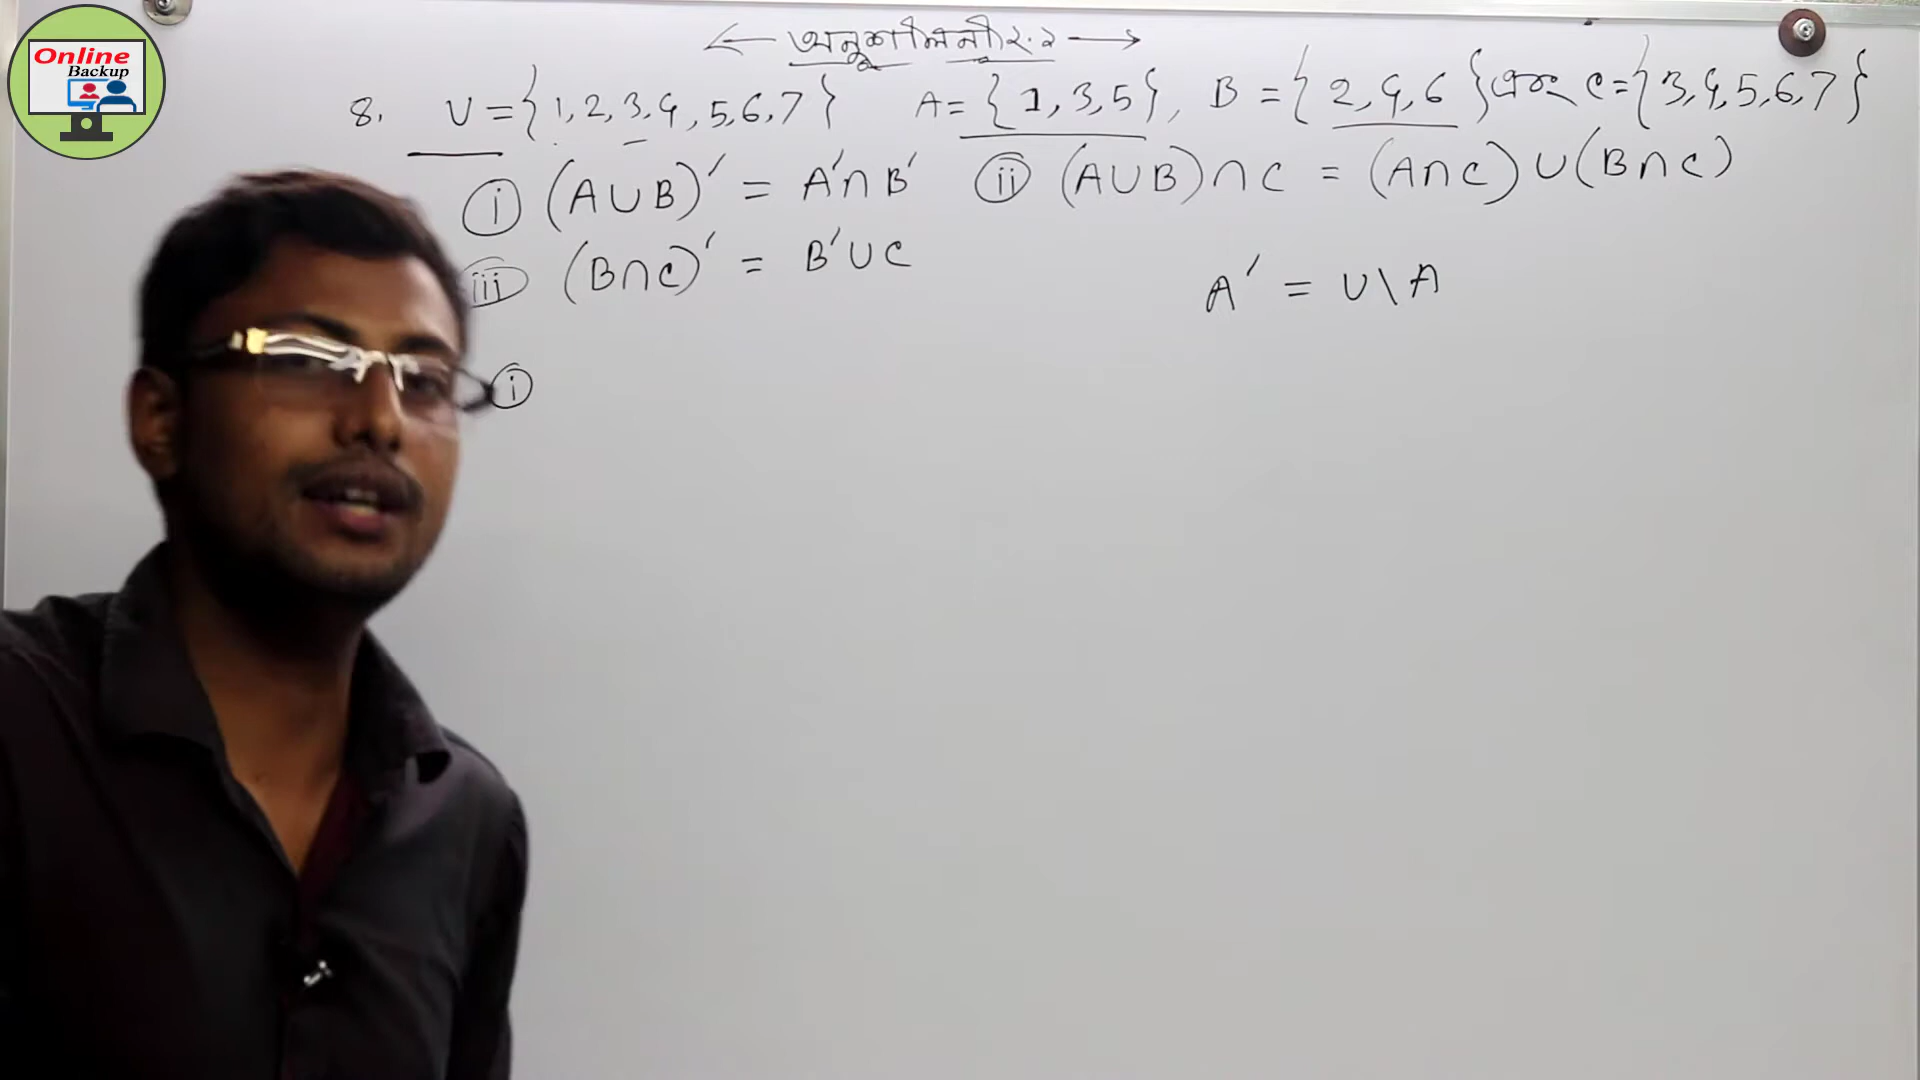 Online
Backup
অনুশীলনী ২.২
8. U = {1,2,3,4,5,6,7} A = {1,3,5}, B = {2,4,6} এবং C = {3,4,5,6,7}
i (A∪B)′ = A′∩B′ ii (A∪B)∩C = (A∩C)∪(B∩C)
iii (B∩C)′ = B′∪C
A′ = U\A
i